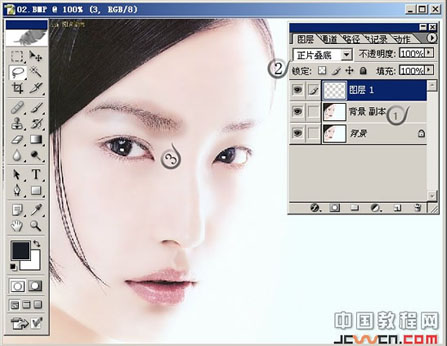 02.BMP @ 100% (3, RGB/8)
图层 通道 路径 记录 动作
② 正片叠底 不透明度: 100%
锁定: 填充: 100%
图层 1
背景 副本 ①
背景
③
T
中国教程网
JCWCN.COM